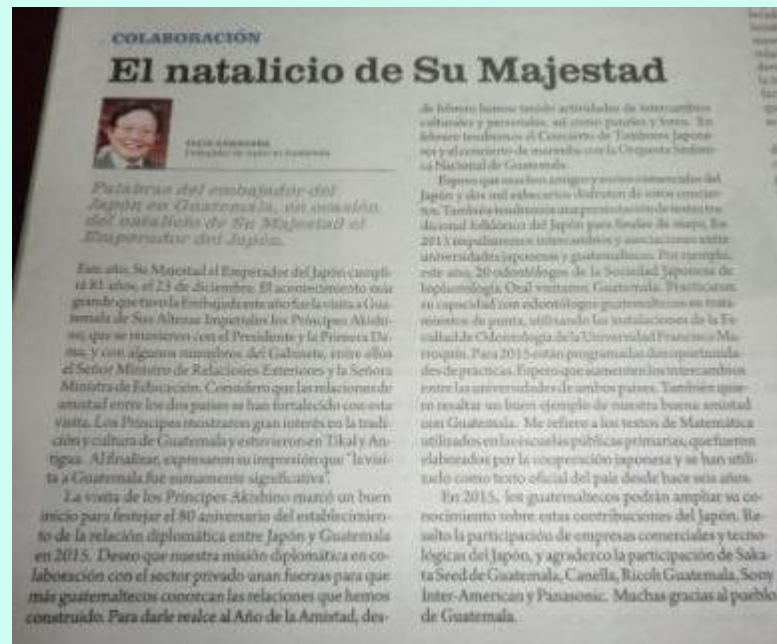 COLABORACIÓN
El natalicio de Su Majestad
Embajador de Japón en Guatemala
Palabras del embajador del
Japón en Guatemala, en ocasión
del natalicio de Su Majestad el
Emperador del Japón.
Este año, Su Majestad el Emperador del Japón cumpli-
rá 81 años, el 23 de diciembre. El acontecimiento más
grande que tuvo la Embajada este año fue la visita a Gua-
temala de Sus Altezas Imperiales los Príncipes Akishi-
no, que se reunieron con el Presidente y la Primera Da-
ma, y con algunos miembros del Gabinete, entre ellos
el Señor Ministro de Relaciones Exteriores y la Señora
Ministra de Educación. Considero que las relaciones de
amistad entre los dos países se han fortalecido con esta
visita. Los Príncipes mostraron gran interés en la tradi-
ción y cultura de Guatemala y estuvieron en Tikal y An-
tigua. Al finalizar, expresaron su impresión que "la visi-
ta a Guatemala fue sumamente significativa".
La visita de los Príncipes Akishino marcó un buen
inicio para festejar el 80 aniversario del establecimien-
to de la relación diplomática entre Japón y Guatemala
en 2015. Deseo que nuestra misión diplomática en co-
laboración con el sector privado unan fuerzas para que
más guatemaltecos conozcan las relaciones que hemos
construido. Para darle realce al Año de la Amistad, des-
de febrero hemos tenido actividades de intercambios
culturales y personales, así como y foros. En
febrero tendremos el Concierto de Tambores Japone-
ses y el concierto de marimba con la Orquesta Sinfóni-
ca Nacional de Guatemala.
Espero que muchos amigos y socios comerciales del
Japón y dos mil exbecarios disfruten de estos concier-
tos. También tendremos una presentación de teatro tra-
dicional folklórico del Japón para finales de mayo. En
2015 impulsaremos intercambios y asociaciones entre
universidades japonesas y guatemaltecas. Por ejemplo,
este año, 20 odontólogos de la Sociedad Japonesa de
Implantología Oral visitaron Guatemala. Practicaron
su capacidad con odontólogos guatemaltecos en trata-
mientos de punta, utilizando las instalaciones de la Fa-
cultad de Odontología de la Universidad Francisco Ma-
rroquín. Para 2015 están programadas dos oportunida-
des de prácticas. Espero que aumenten los intercambios
entre las universidades de ambos países. También quie-
ro resaltar un buen ejemplo de nuestra buena amistad
con Guatemala. Me refiero a los textos de Matemática
utilizados en las escuelas públicas primarias, que fueron
elaborados por la cooperación japonesa y se han utili-
zado como texto oficial del país desde hace seis años.
En 2015, los guatemaltecos podrán ampliar su co-
nocimiento sobre estas contribuciones del Japón. Re-
salto la participación de empresas comerciales y tecno-
lógicas del Japón, y agradezco la participación de Saka-
ta Seed de Guatemala, Canella, Ricoh Guatemala, Sony
Inter-American y Panasonic. Muchas gracias al pueblo
de Guatemala.